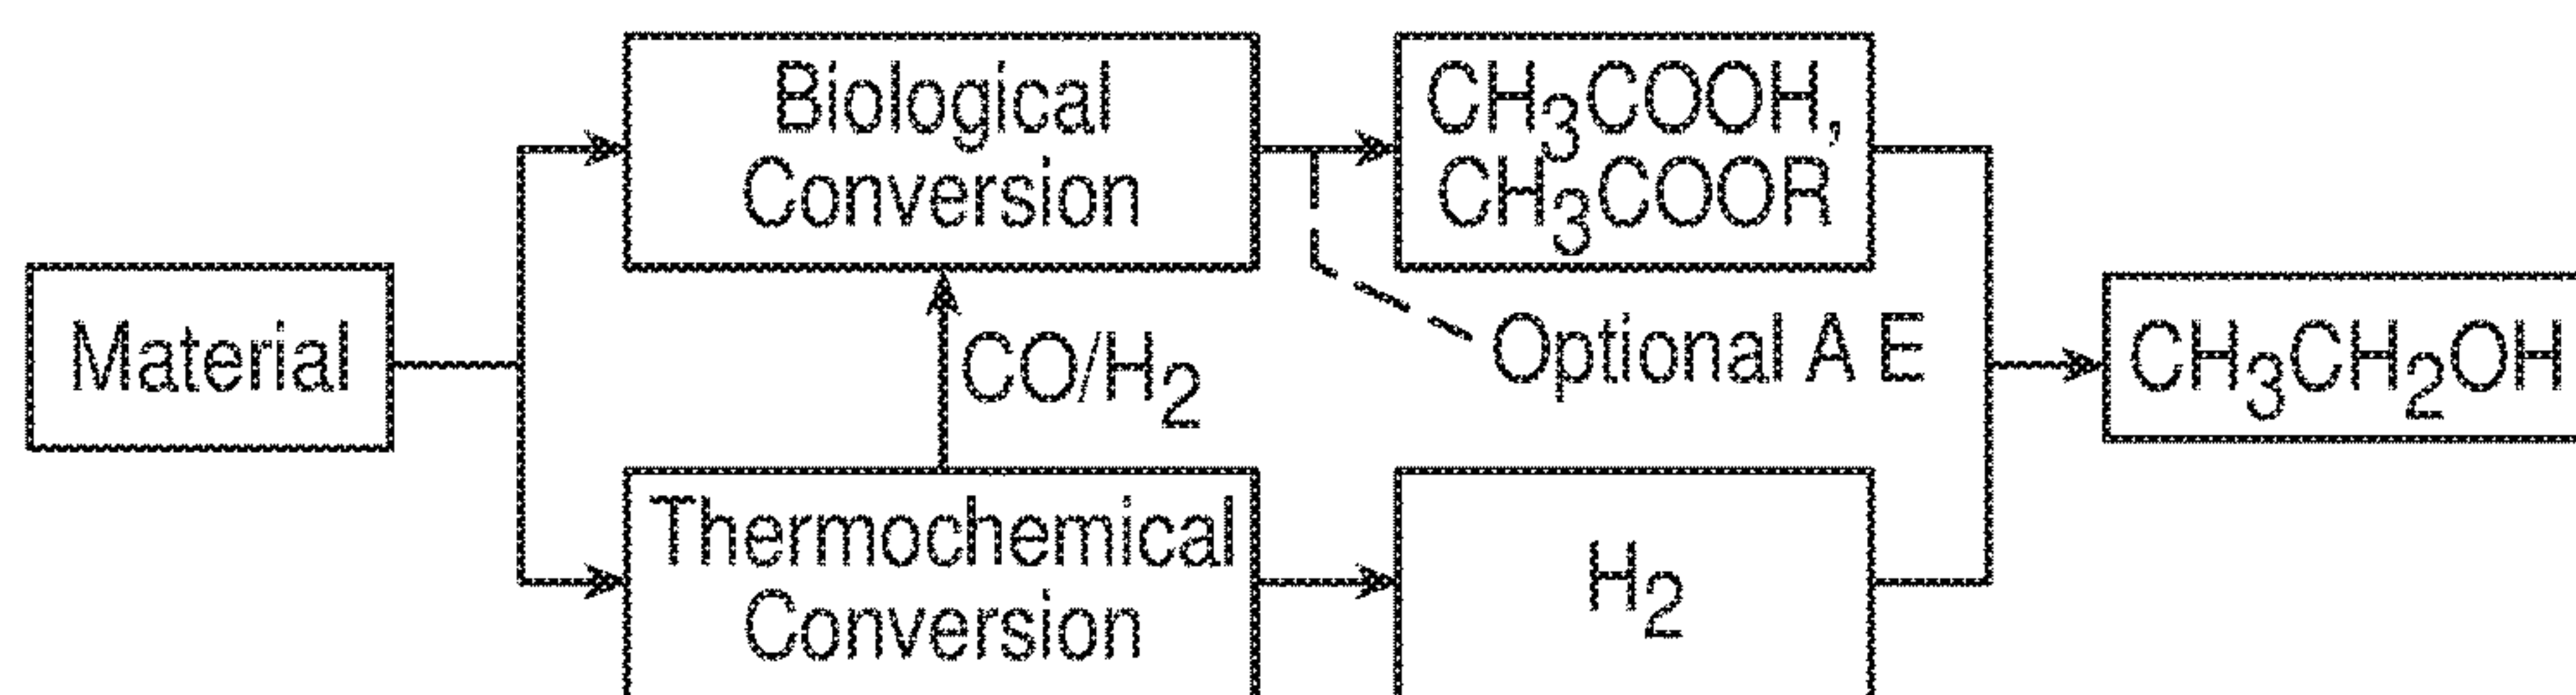 Biological
Conversion
CH3COOH,
CH3COOR
Material
CO/H2
Optional A E
CH3CH2OH
Thermochemical
Conversion
H2